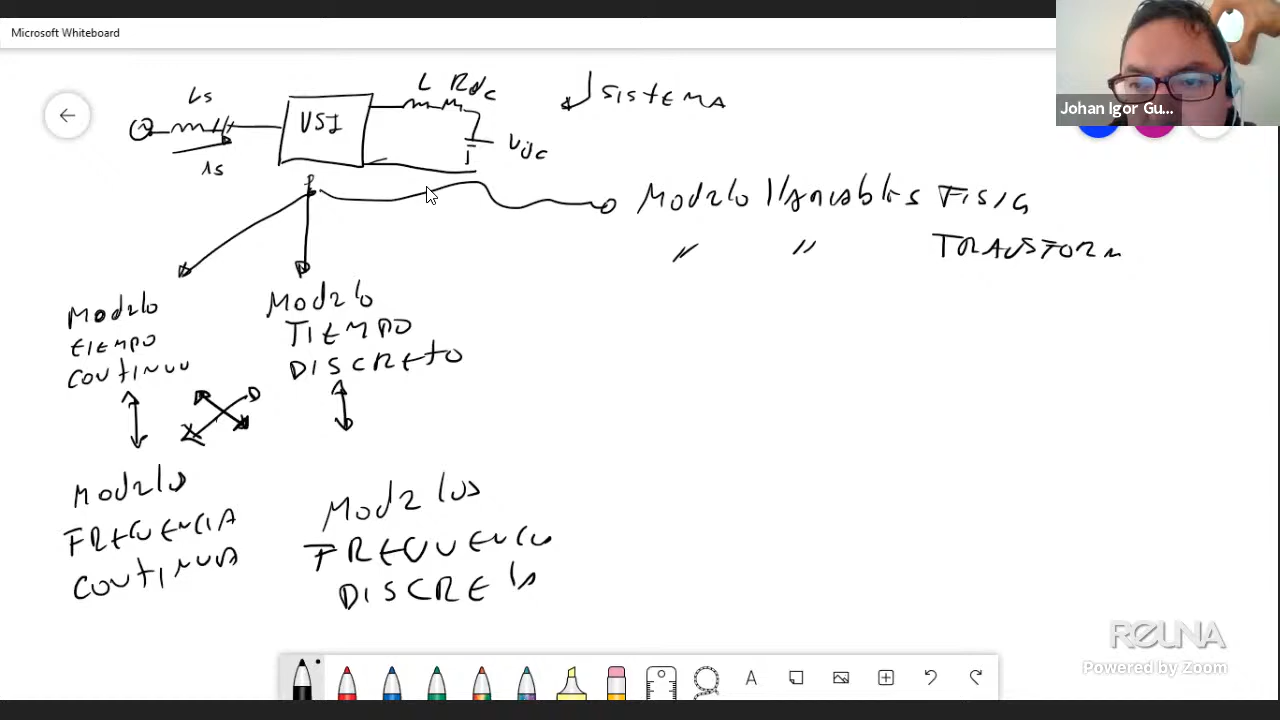 Microsoft Whiteboard
Johan Igor Gu...
Ls
is
VSI
L Rdc
Vdc
SISTEMA
Modelo Variables Fisic
" " TRANSFORM
Modelo
TIEMPO
CONTINUO
Modelo
TIEMPO
DISCRETO
Modelo
FRECUENCIA
CONTINUA
Modelos
FRECUENCIA
DISCRETA
REUNA
Powered by Zoom